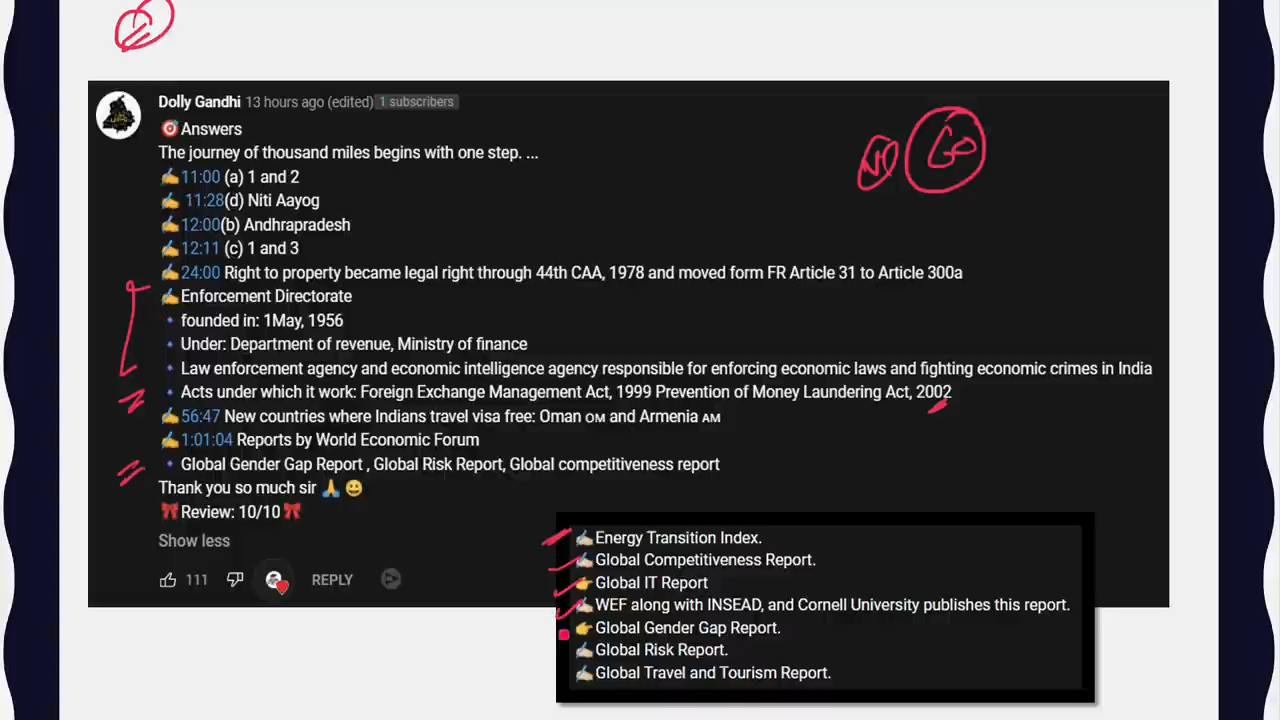 Dolly Gandhi 13 hours ago (edited) 1 subscribers
🎯Answers
The journey of thousand miles begins with one step. ...
✍11:00 (a) 1 and 2
✍ 11:28(d) Niti Aayog
✍12:00(b) Andhrapradesh
✍12:11 (c) 1 and 3
✍24:00 Right to property became legal right through 44th CAA, 1978 and moved form FR Article 31 to Article 300a
✍Enforcement Directorate
🔹founded in: 1May, 1956
🔹Under: Department of revenue, Ministry of finance
🔹Law enforcement agency and economic intelligence agency responsible for enforcing economic laws and fighting economic crimes in India
🔹Acts under which it work: Foreign Exchange Management Act, 1999 Prevention of Money Laundering Act, 2002
✍56:47 New countries where Indians travel visa free: Oman OM and Armenia AM
✍1:01:04 Reports by World Economic Forum
🔹Global Gender Gap Report , Global Risk Report, Global competitiveness report
Thank you so much sir 🙏 😀
🎀Review: 10/10🎀
Show less
111 REPLY
✍Energy Transition Index.
✍Global Competitiveness Report.
👉Global IT Report
✍WEF along with INSEAD, and Cornell University publishes this report.
👉Global Gender Gap Report.
✍Global Risk Report.
✍Global Travel and Tourism Report.